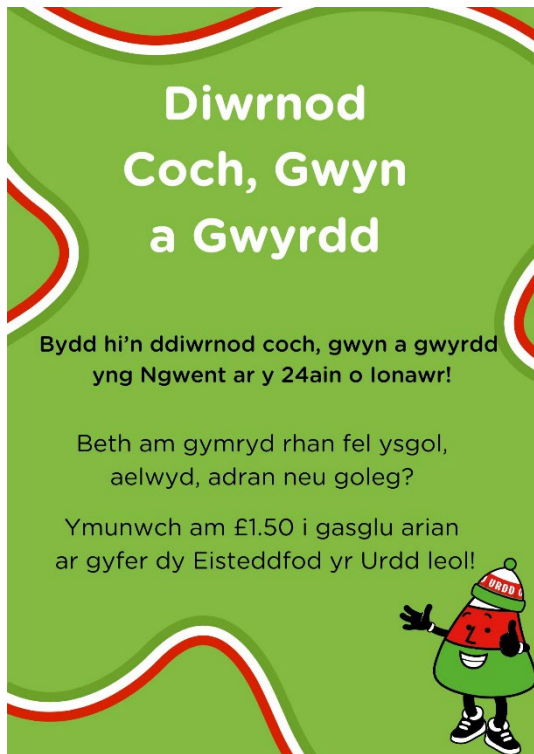 Diwrnod
Coch, Gwyn
a Gwyrdd
Bydd hi'n ddiwrnod coch, gwyn a gwyrdd
yng Ngwent ar y 24ain o Ionawr!
Beth am gymryd rhan fel ysgol,
aelwyd, adran neu goleg?
Ymunwch am £1.50 i gasglu arian
ar gyfer dy Eisteddfod yr Urdd leol!
URDD